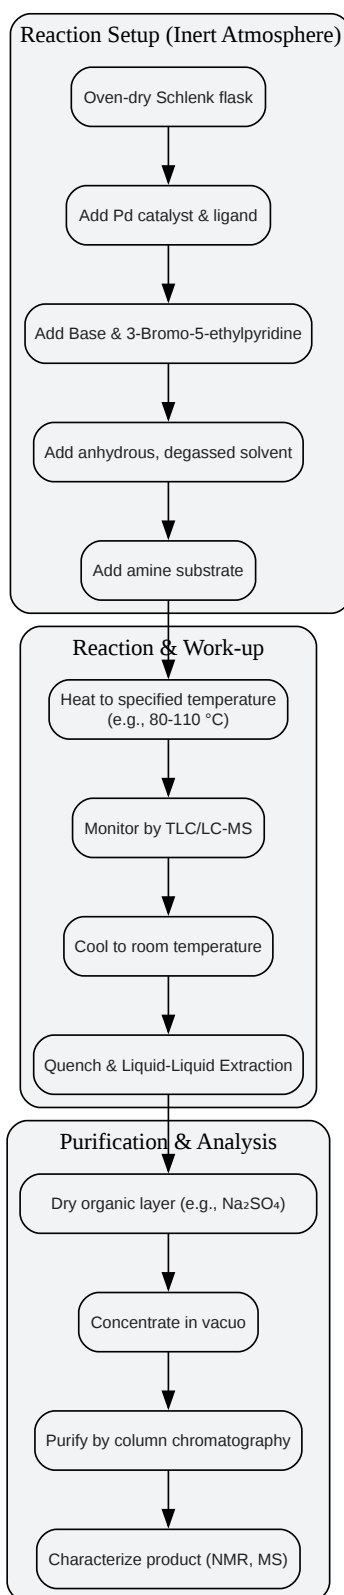 Reaction Setup (Inert Atmosphere)
Oven-dry Schlenk flask
Add Pd catalyst & ligand
Add Base & 3-Bromo-5-ethylpyridine
Add anhydrous, degassed solvent
Add amine substrate
Reaction & Work-up
Heat to specified temperature
(e.g., 80-110 °C)
Monitor by TLC/LC-MS
Cool to room temperature
Quench & Liquid-Liquid Extraction
Purification & Analysis
Dry organic layer (e.g., Na₂SO₄)
Concentrate in vacuo
Purify by column chromatography
Characterize product (NMR, MS)